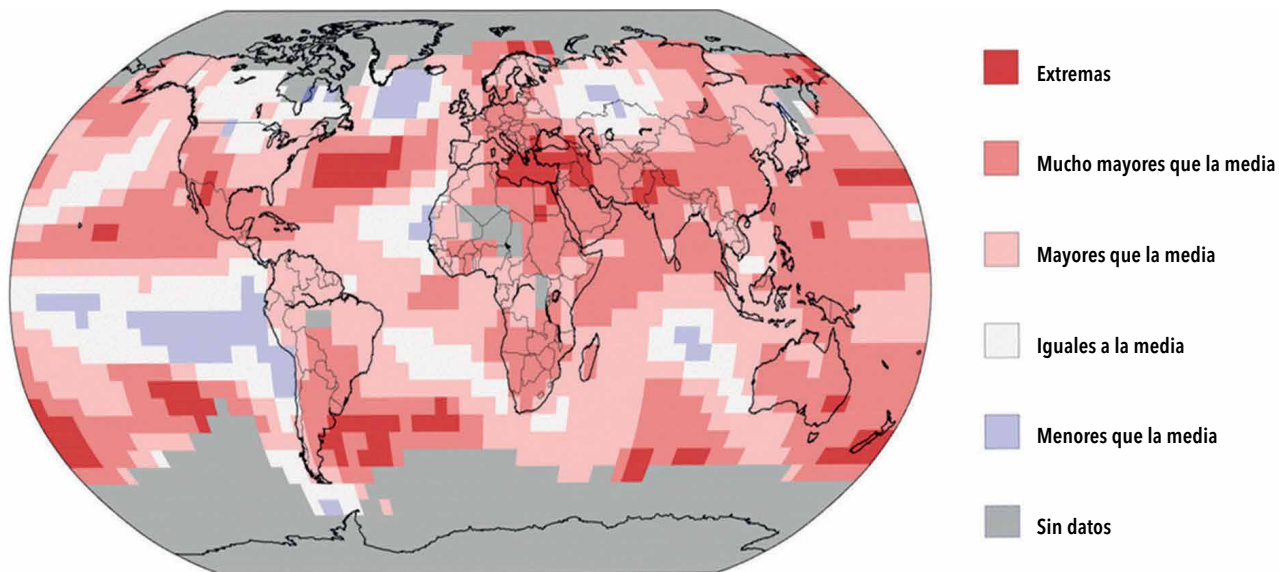 Extremas
Mucho mayores que la media
Mayores que la media
Iguales a la media
Menores que la media
Sin datos